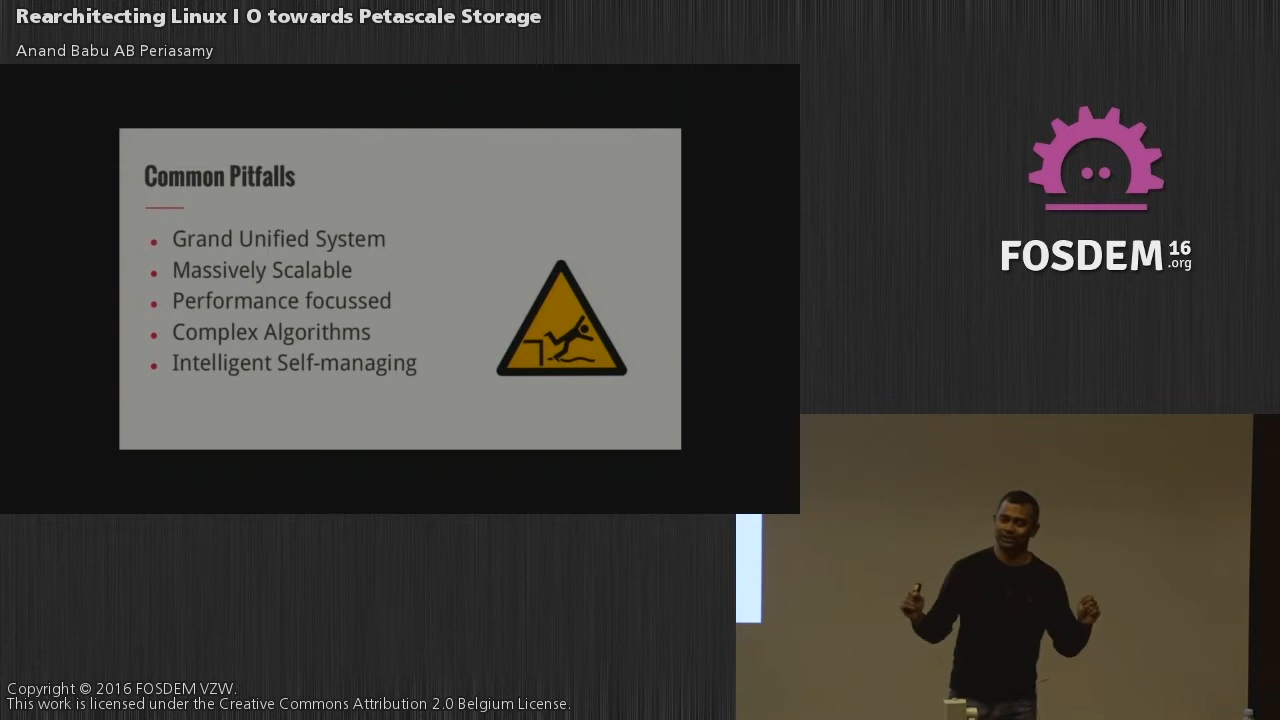 Rearchitecting Linux I O towards Petascale Storage
Anand Babu AB Periasamy
Common Pitfalls
Grand Unified System
Massively Scalable
Performance focussed
Complex Algorithms
Intelligent Self-managing
FOSDEM 16 .org
Copyright © 2016 FOSDEM VZW.
This work is licensed under the Creative Commons Attribution 2.0 Belgium License.